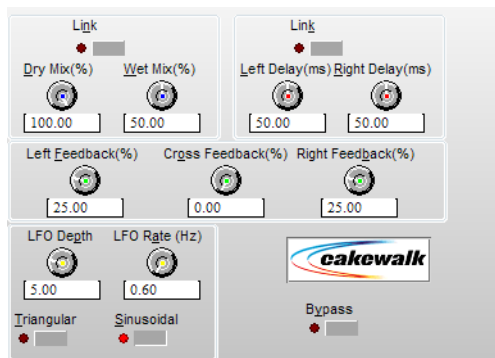 Link
Link
Dry Mix(%) Wet Mix(%)
Left Delay(ms) Right Delay(ms)
100.00 50.00
50.00 50.00
Left Feedback(%) Cross Feedback(%) Right Feedback(%)
25.00 0.00 25.00
LFO Depth LFO Rate (Hz)
5.00 0.60
Triangular Sinusoidal
cakewalk
Bypass